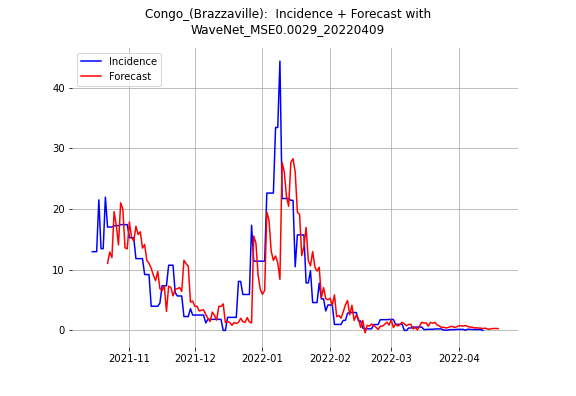 Congo_(Brazzaville):  Incidence + Forecast with
WaveNet_MSE0.0029_20220409
Incidence
Forecast
40
30
20
10
0
2021-11
2021-12
2022-01
2022-02
2022-03
2022-04